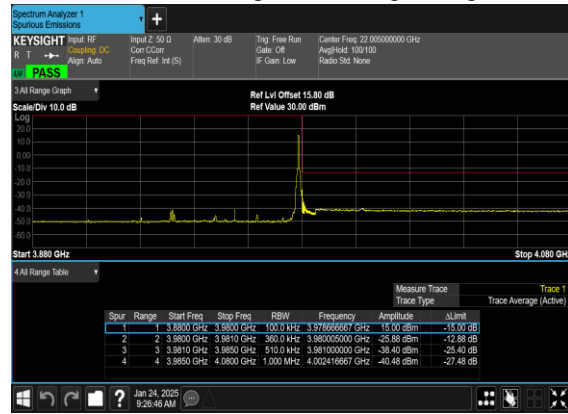 Spectrum Analyzer 1
Spurious Emissions
+
KEYSIGHT Input: RF Input Z: 50 Ω Atten: 30 dB Trig: Free Run Center Freq: 22.005000000 GHz
R T Coupling: DC Corr CCorr Gate: Off Avg|Hold: 100/100
Align: Auto Freq Ref: Int (S) IF Gain: Low Radio Std: None
PASS
3 All Range Graph
Ref Lvl Offset 15.80 dB
Scale/Div 10.0 dB Ref Value 30.00 dBm
Log
20.0
10.0
0.00
-10.0
-20.0
-30.0
-40.0
-50.0
-60.0
Start 3.880 GHz Stop 4.080 GH
4 All Range Table
Measure Trace Trace 1
Trace Type Trace Average (Active)
Spur Range Start Freq Stop Freq RBW Frequency Amplitude ΔLimit
1 1 3.8800 GHz 3.9800 GHz 100.0 kHz 3.978666667 GHz 15.00 dBm -15.00 dB
2 2 3.9800 GHz 3.9810 GHz 360.0 kHz 3.980005000 GHz -25.88 dBm -12.88 dB
3 3 3.9810 GHz 3.9850 GHz 510.0 kHz 3.981000000 GHz -38.40 dBm -25.40 dB
4 4 3.9850 GHz 4.0800 GHz 1.000 MHz 4.002416667 GHz -40.48 dBm -27.48 dB
? Jan 24, 2025
9:26:46 AM